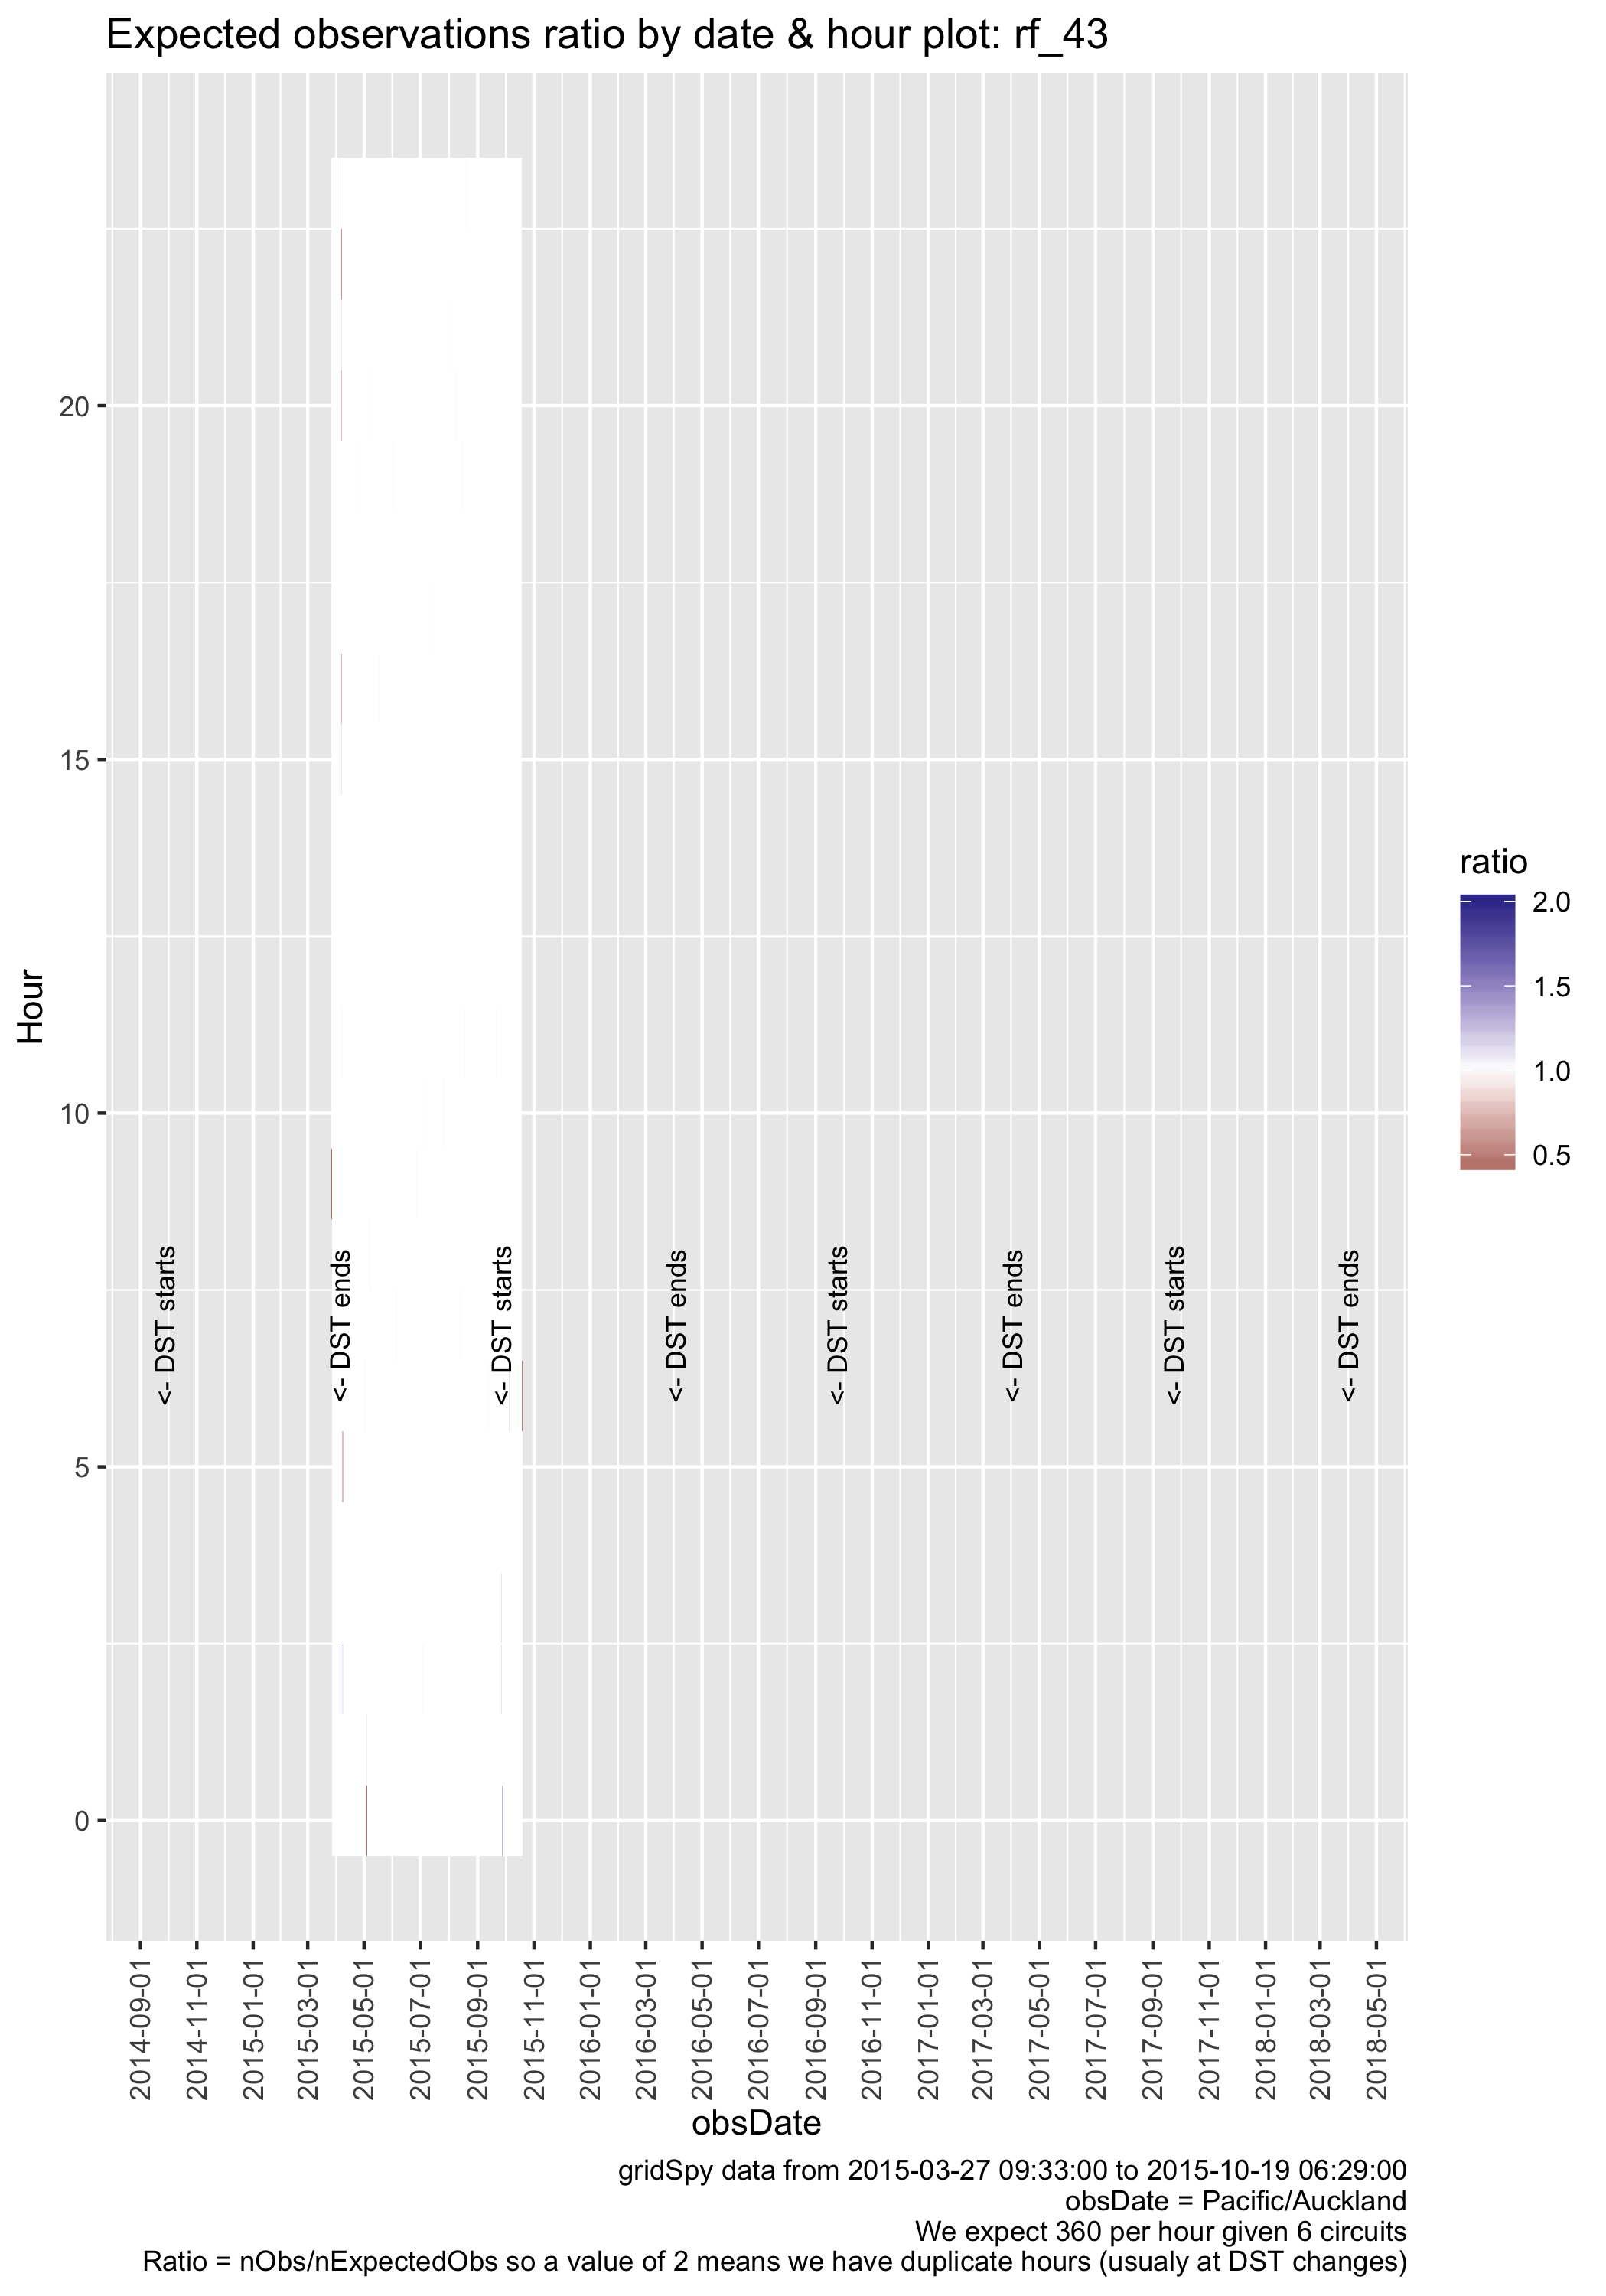 Expected observations ratio by date & hour plot: rf_43
Hour
20
15
10
5
0
<- DST starts
<- DST ends
<- DST starts
<- DST ends
<- DST starts
<- DST ends
<- DST starts
<- DST ends
ratio
2.0
1.5
1.0
0.5
2014-09-01
2014-11-01
2015-01-01
2015-03-01
2015-05-01
2015-07-01
2015-09-01
2015-11-01
2016-01-01
2016-03-01
2016-05-01
2016-07-01
2016-09-01
2016-11-01
2017-01-01
2017-03-01
2017-05-01
2017-07-01
2017-09-01
2017-11-01
2018-01-01
2018-03-01
2018-05-01
obsDate
gridSpy data from 2015-03-27 09:33:00 to 2015-10-19 06:29:00
obsDate = Pacific/Auckland
We expect 360 per hour given 6 circuits
Ratio = nObs/nExpectedObs so a value of 2 means we have duplicate hours (usualy at DST changes)